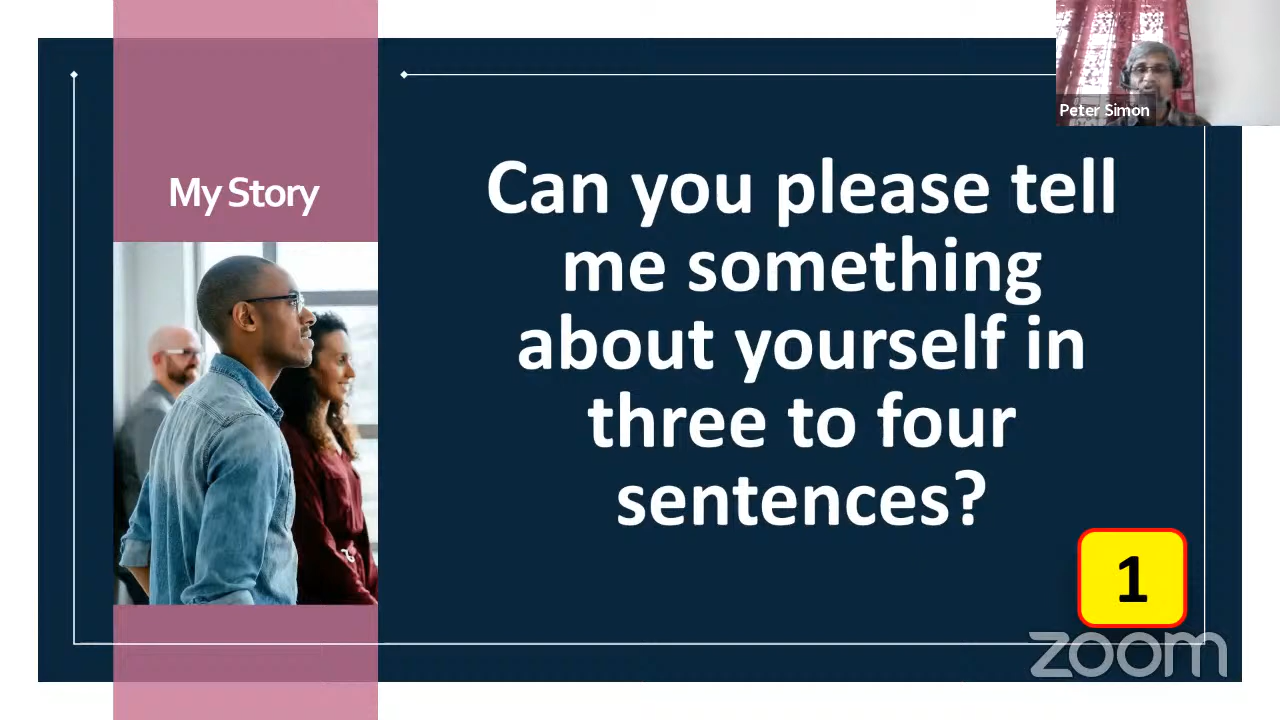 Peter Simon
My Story
Can you please tell
me something
about yourself in
three to four
sentences?
1
zoom